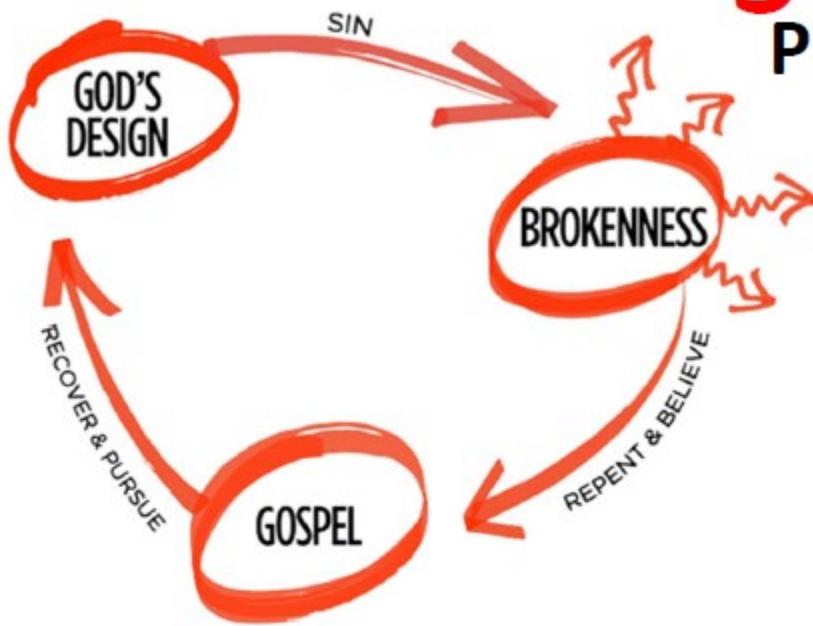 SIN
P
GOD'S
DESIGN
BROKENNESS
REPENT & BELIEVE
GOSPEL
RECOVER & PURSUE